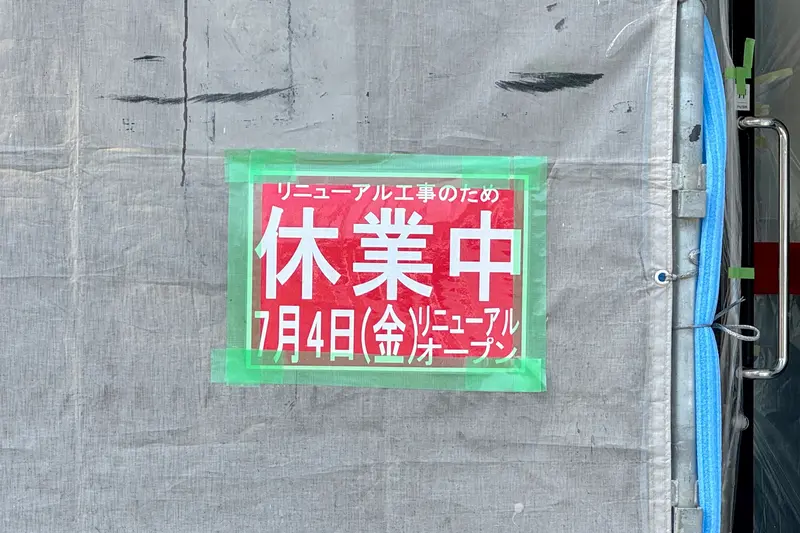 リニューアル工事のため
休業中
7月4日(金)リニューアル
オープン